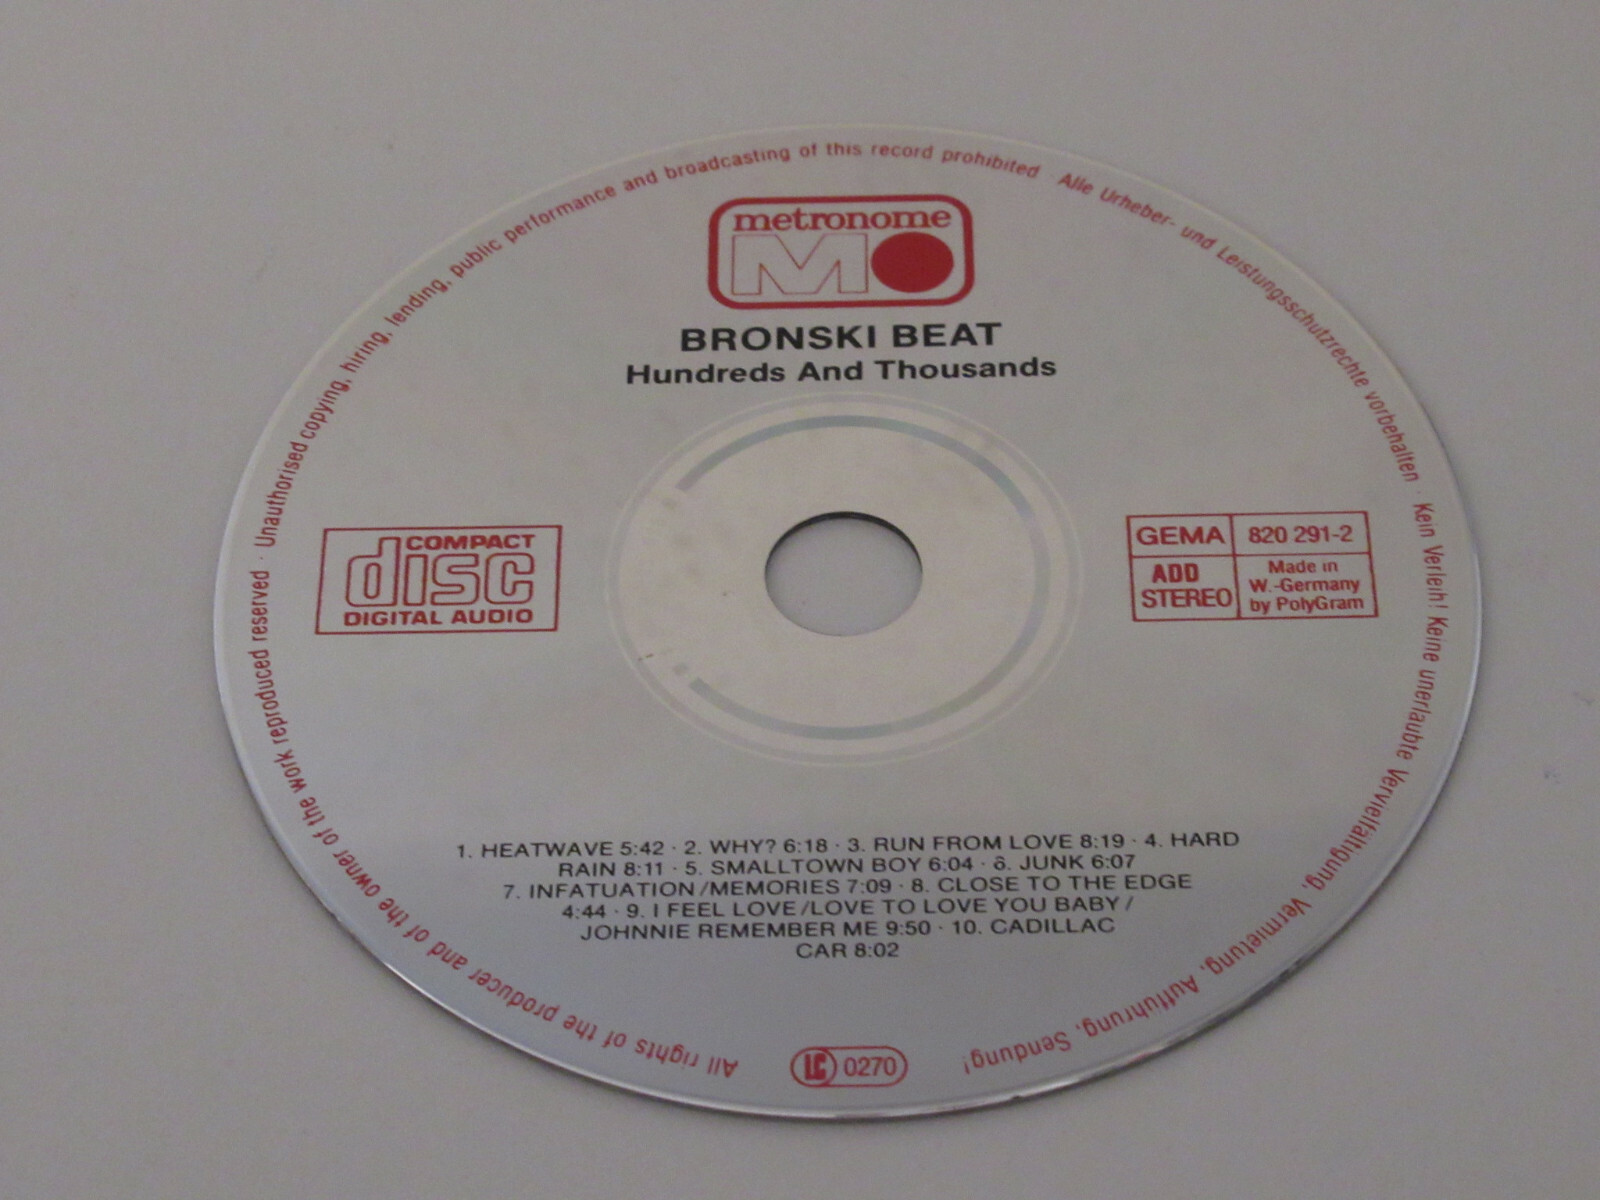 Unauthorised copying, hiring, lending, public performance and broadcasting of this record prohibited · Alle Urheber- und Leistungsschutzrechte vorbehalten · Kein Verleih! Keine unerlaubte Vervielfältigung, Vermietung, Aufführung, Sendung!
metronome
MO
BRONSKI BEAT
Hundreds And Thousands
COMPACT
disc
DIGITAL AUDIO
GEMA 820 291-2
ADD
STEREO
Made in
W.-Germany
by PolyGram
1. HEATWAVE 5:42 · 2. WHY? 6:18 · 3. RUN FROM LOVE 8:19 · 4. HARD
RAIN 8:11 · 5. SMALLTOWN BOY 6:04 · 6. JUNK 6:07
7. INFATUATION/MEMORIES 7:09 · 8. CLOSE TO THE EDGE
4:44 · 9. I FEEL LOVE/LOVE TO LOVE YOU BABY/
JOHNNIE REMEMBER ME 9:50 · 10. CADILLAC
CAR 8:02
LC 0270
All rights of the producer and of the owner of the work reproduced reserved ·